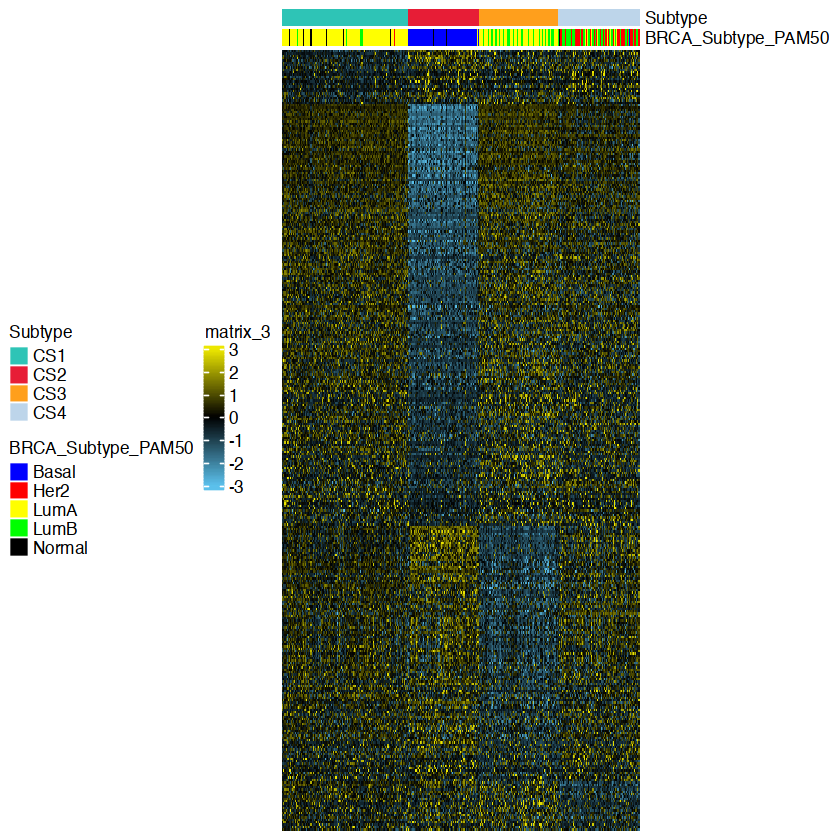 Subtype
BRCA_Subtype_PAM50
Subtype
CS1
CS2
CS3
CS4
BRCA_Subtype_PAM50
Basal
Her2
LumA
LumB
Normal
matrix_3
3
2
1
0
-1
-2
-3